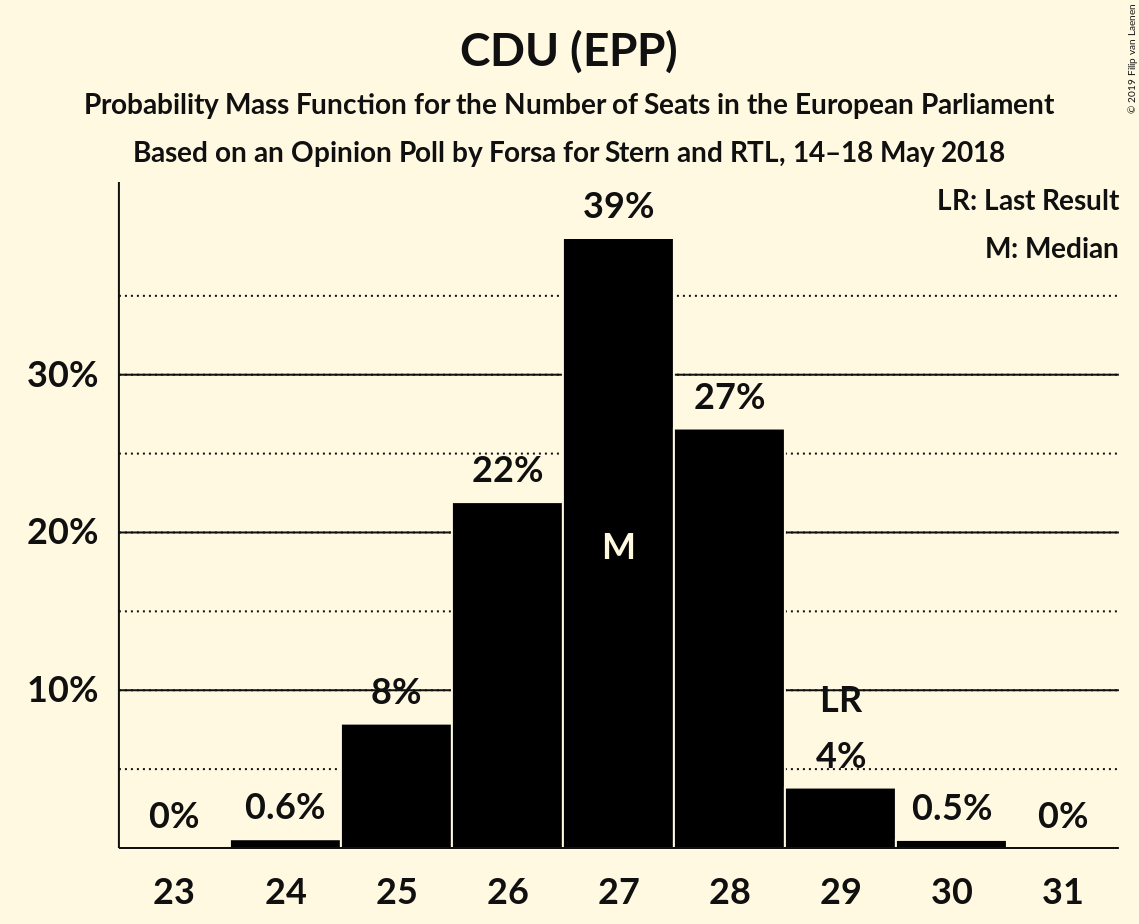 CDU (EPP)
Probability Mass Function for the Number of Seats in the European Parliament
Based on an Opinion Poll by Forsa for Stern and RTL, 14–18 May 2018
© 2019 Filip van Laenen
LR: Last Result
M: Median
39%
30%
27%
22%
20%
M
10%
8%
LR
4%
0%
0.6%
0.5%
0%
23 24 25 26 27 28 29 30 31